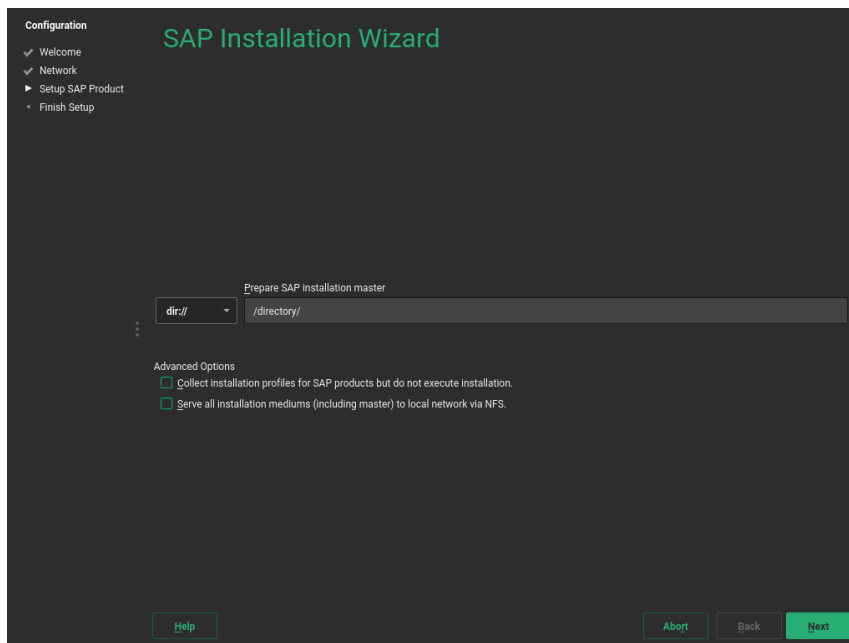 Configuration
Welcome
Network
Setup SAP Product
Finish Setup
SAP Installation Wizard
Prepare SAP installation master
dir:// /directory/
Advanced Options
Collect installation profiles for SAP products but do not execute installation.
Serve all installation mediums (including master) to local network via NFS.
Help Abort Back Next